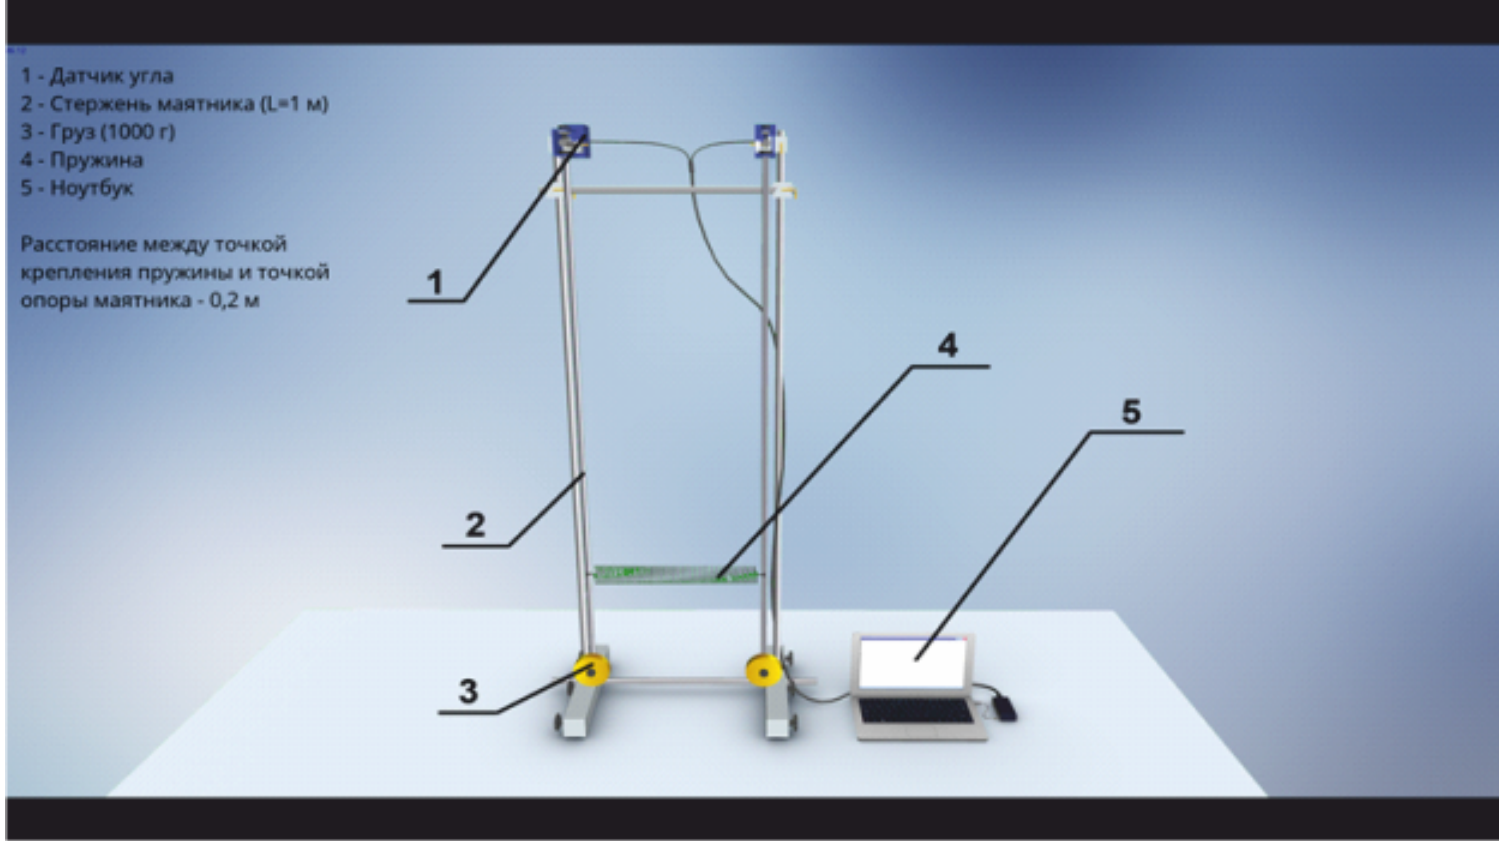 1 - Датчик угла
2 - Стержень маятника (L=1 м)
3 - Груз (1000 г)
4 - Пружина
5 - Ноутбук
Расстояние между точкой
крепления пружины и точкой
опоры маятника - 0,2 м
1
4
5
2
3